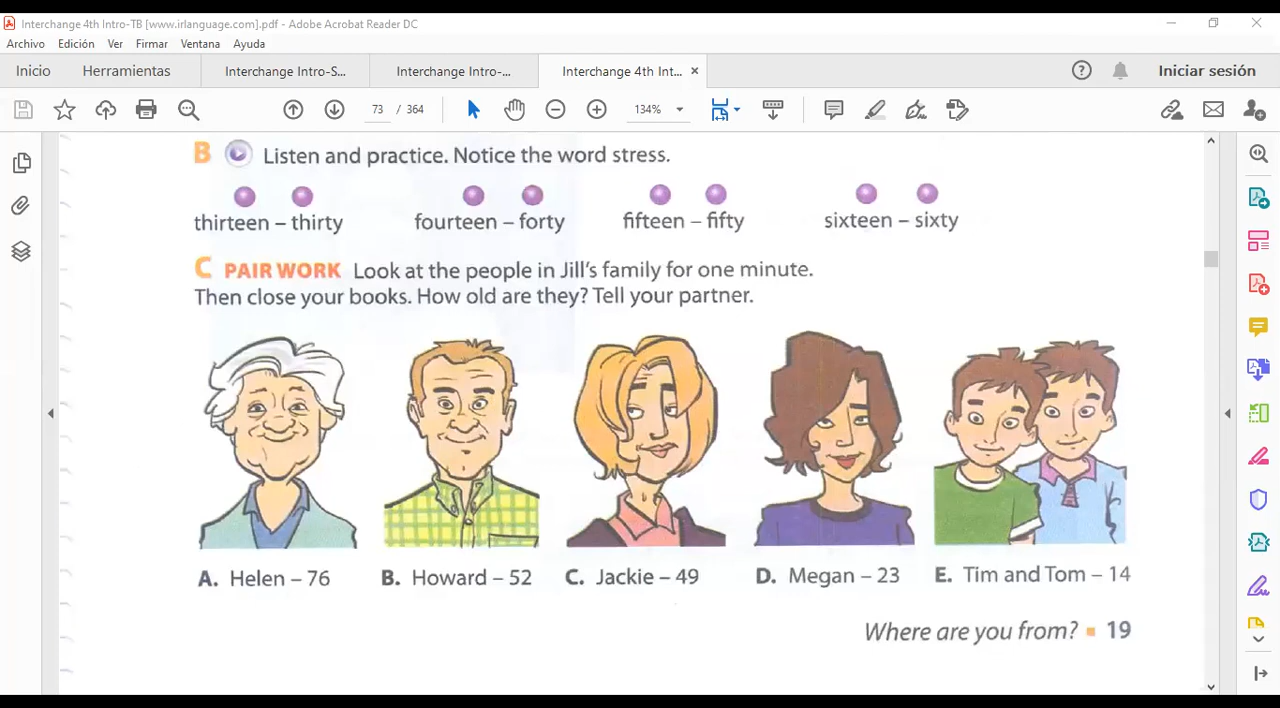 Interchange 4th Intro-TB [www.irlanguage.com].pdf - Adobe Acrobat Reader DC
Archivo Edición Ver Firmar Ventana Ayuda
Inicio Herramientas Interchange Intro-S... Interchange Intro-... Interchange 4th Int... Iniciar sesión
73 / 364 134%
B Listen and practice. Notice the word stress.
thirteen – thirty fourteen – forty fifteen – fifty sixteen – sixty
C PAIR WORK Look at the people in Jill's family for one minute.
Then close your books. How old are they? Tell your partner.
A. Helen – 76 B. Howard – 52 C. Jackie – 49 D. Megan – 23 E. Tim and Tom – 14
Where are you from? ▪ 19